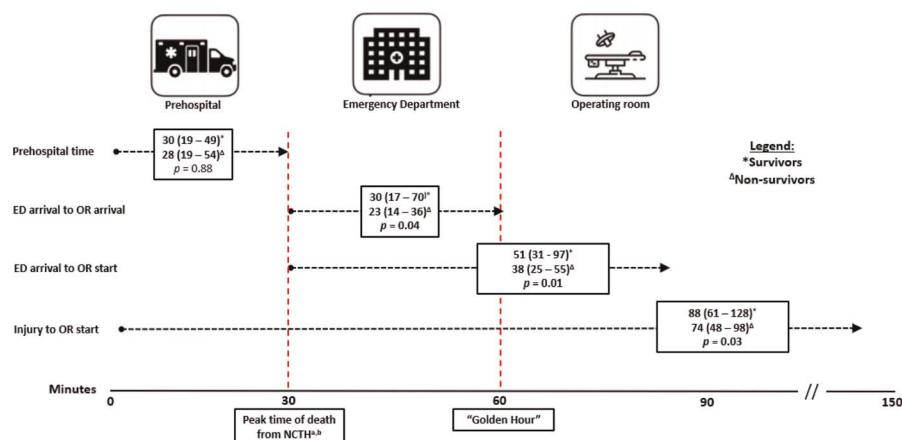 Prehospital
Emergency Department
Operating room
Prehospital time
30 (19 – 49)*
28 (19 – 54)Δ
p = 0.88
Legend:
*Survivors
ΔNon-survivors
ED arrival to OR arrival
30 (17 – 70)*
23 (14 – 36)Δ
p = 0.04
ED arrival to OR start
51 (31 - 97)*
38 (25 – 55)Δ
p = 0.01
Injury to OR start
88 (61 – 128)*
74 (48 – 98)Δ
p = 0.03
Minutes
0 30 60 90 // 150
Peak time of death
from NCTHa,b
“Golden Hour”